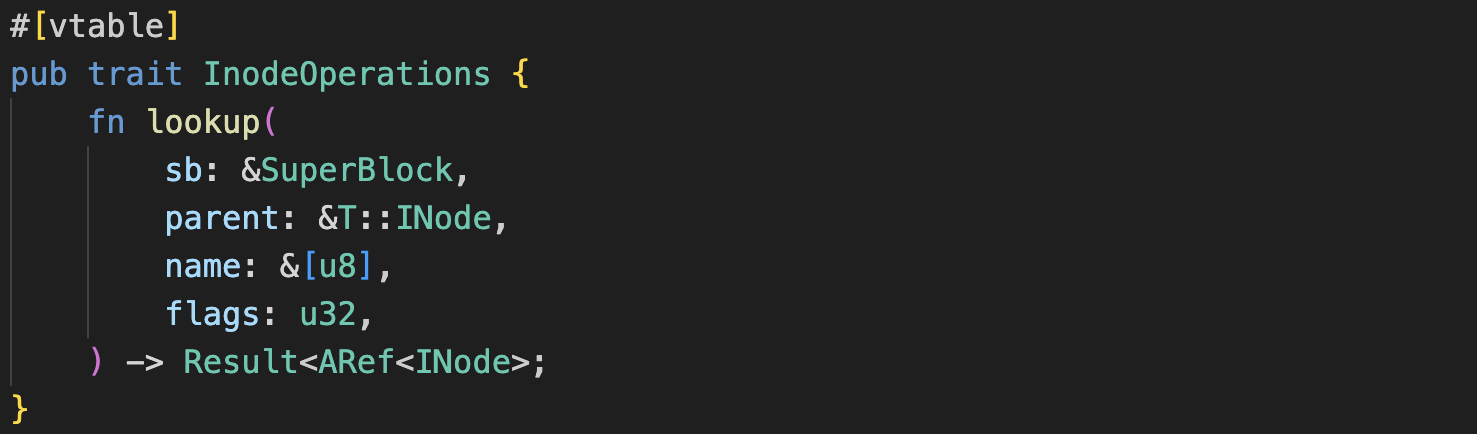 #[vtable]
pub trait InodeOperations {
    fn lookup(
        sb: &SuperBlock,
        parent: &T::INode,
        name: &[u8],
        flags: u32,
    ) -> Result<ARef<INode>;
}